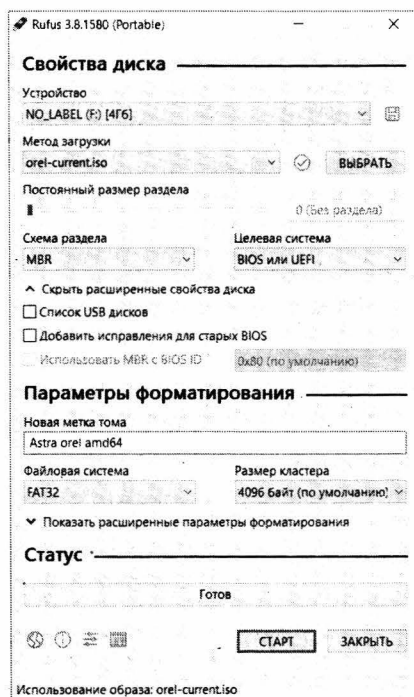 Rufus 3.8.1580 (Portable)
Свойства диска
Устройство
NO_LABEL (F:) [4Гб]
Метод загрузки
orel-current.iso
ВЫБРАТЬ
Постоянный размер раздела
0 (Без раздела)
Схема раздела Целевая система
MBR BIOS или UEFI
Скрыть расширенные свойства диска
Список USB дисков
Добавить исправления для старых BIOS
Использовать MBR с BIOS ID 0x80 (по умолчанию)
Параметры форматирования
Новая метка тома
Astra orel amd64
Файловая система Размер кластера
FAT32 4096 байт (по умолчанию)
Показать расширенные параметры форматирования
Статус
Готов
СТАРТ ЗАКРЫТЬ
Использование образа: orel-current.iso